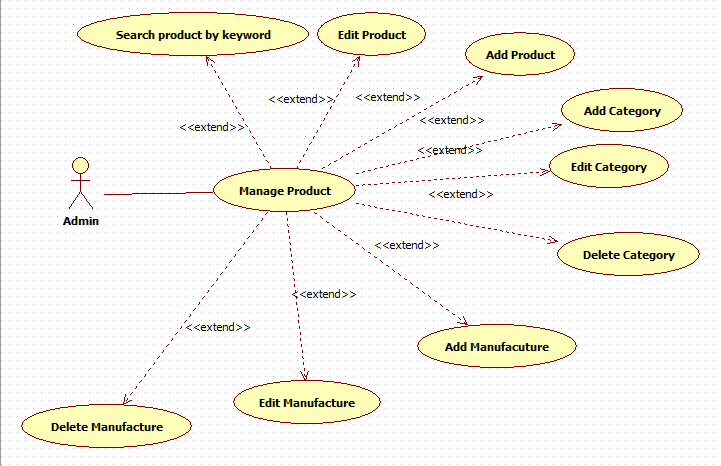 Search product by keyword
Edit Product
Add Product
<<extend>>
<<extend>>
<<extend>>
Add Category
<<extend>>
<<extend>>
Edit Category
Manage Product
<<extend>>
Admin
<<extend>>
Delete Category
<<extend>>
<<extend>>
Add Manufacuture
Edit Manufacture
Delete Manufacture